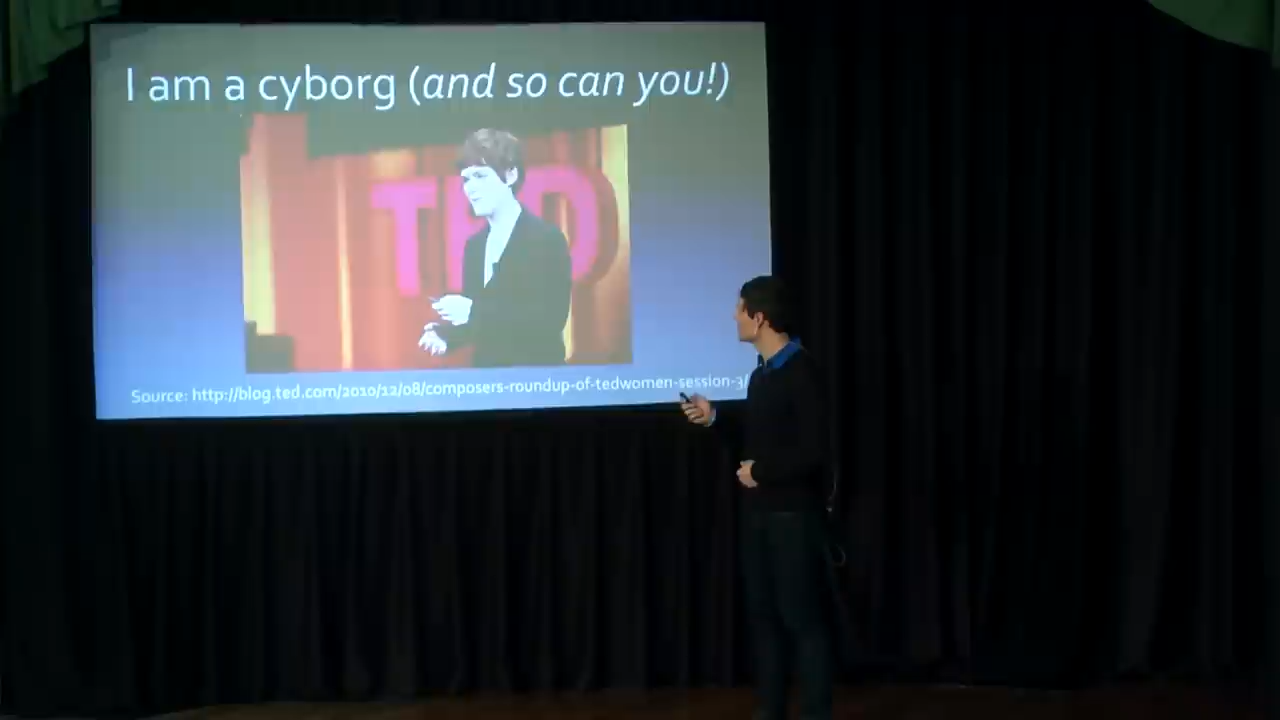 I am a cyborg (and so can you!)
TED
Source: http://blog.ted.com/2010/12/08/composers-roundup-of-tedwomen-session-3/